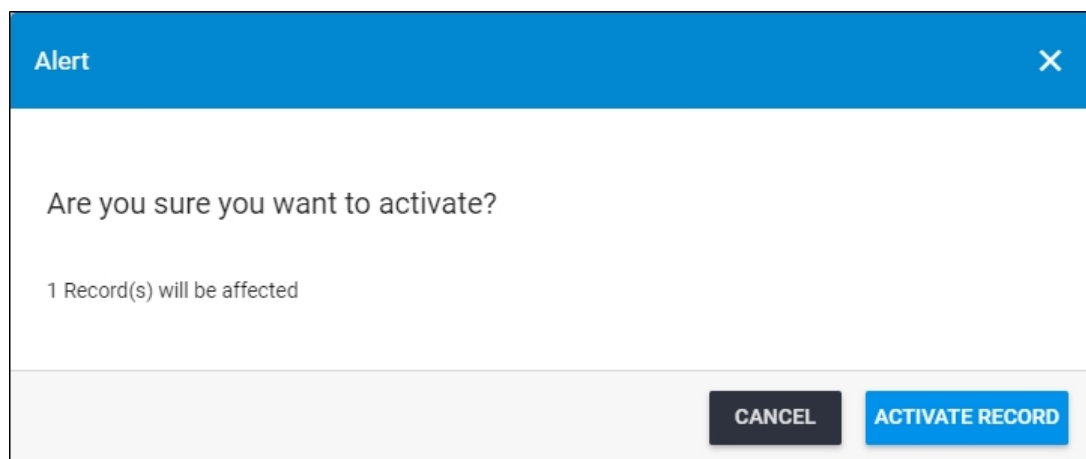 Alert
Are you sure you want to activate?
1 Record(s) will be affected
CANCEL
ACTIVATE RECORD